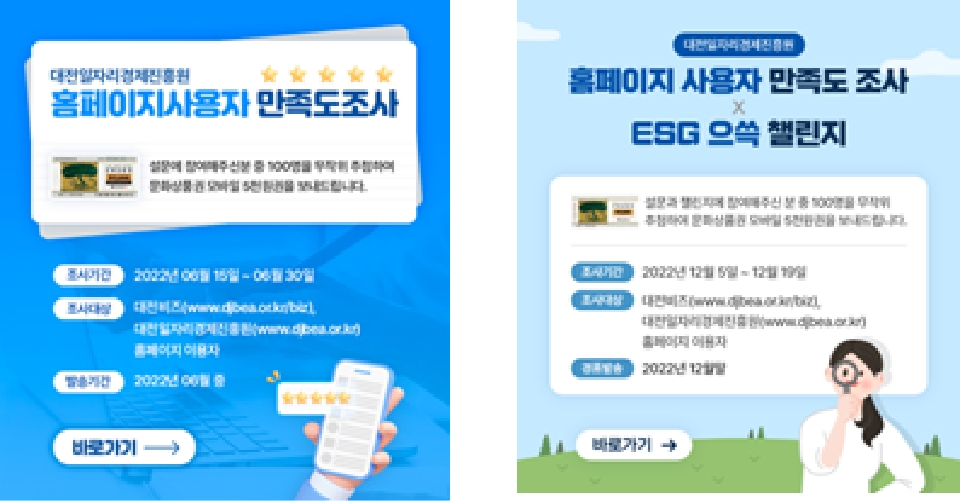 대전일자리경제진흥원
홈페이지사용자 만족도조사
설문에 참여해주신분 중 100명을 무작위 추첨하여
문화상품권 모바일 5천원권을 보내드립니다.
조사기간 2022년 06월 15일 ~ 06월 30일
조사대상 대전비즈(www.djbea.or.kr/biz),
대전일자리경제진흥원(www.djbea.or.kr)
홈페이지 이용자
발송기간 2022년 06월 중
바로가기
대전일자리경제진흥원
홈페이지 사용자 만족도 조사
X
ESG 으쓱 챌린지
설문과 챌린지에 참여해주신 분 중 100명을 무작위
추첨하여 문화상품권 모바일 5천원권을 보내드립니다.
조사기간 2022년 12월 5일 ~ 12월 19일
조사대상 대전비즈(www.djbea.or.kr/biz),
대전일자리경제진흥원(www.djbea.or.kr)
홈페이지 이용자
경품발송 2022년 12월말
바로가기